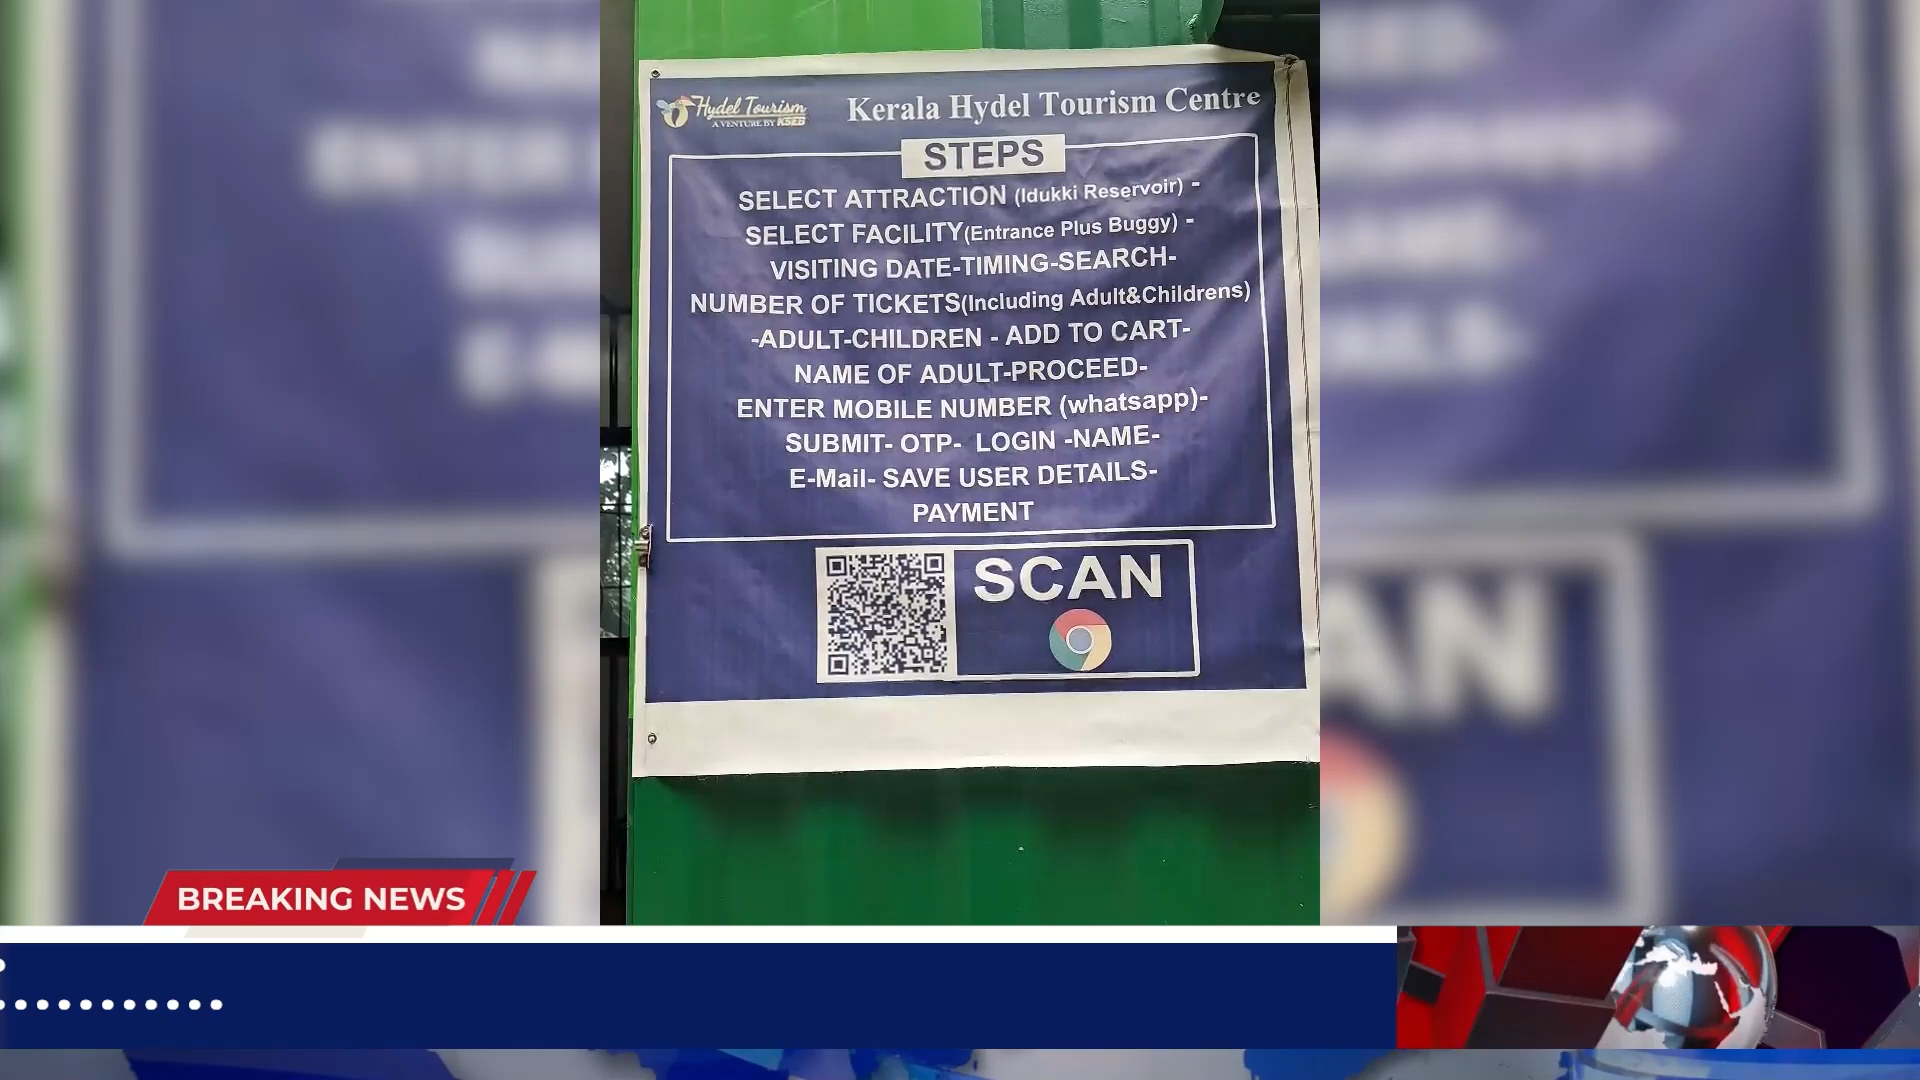 Hydel Tourism
A VENTURE BY KSEB
Kerala Hydel Tourism Centre
STEPS
SELECT ATTRACTION (Idukki Reservoir) -
SELECT FACILITY(Entrance Plus Buggy) -
VISITING DATE-TIMING-SEARCH-
NUMBER OF TICKETS(Including Adult&Childrens)
-ADULT-CHILDREN - ADD TO CART-
NAME OF ADULT-PROCEED-
ENTER MOBILE NUMBER (whatsapp)-
SUBMIT- OTP- LOGIN -NAME-
E-Mail- SAVE USER DETAILS-
PAYMENT
SCAN
BREAKING NEWS